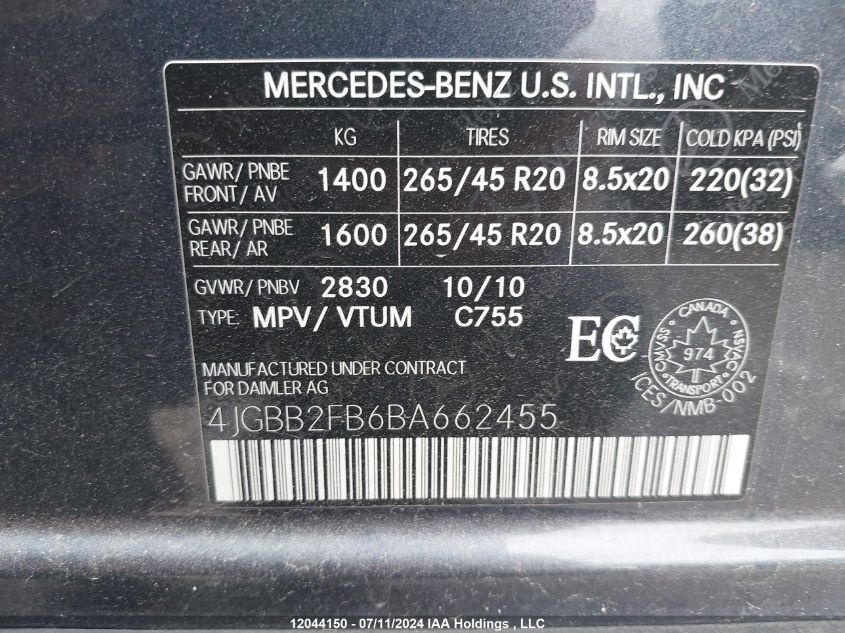 MERCEDES-BENZ U.S. INTL., INC
KG TIRES RIM SIZE COLD KPA (PSI)
GAWR/ PNBE FRONT/ AV 1400 265/45 R20 8.5x20 220(32)
GAWR/ PNBE REAR/ AR 1600 265/45 R20 8.5x20 260(38)
GVWR/ PNBV 2830 10/10
TYPE: MPV/ VTUM C755
EC
CANADA
CMVSS 974 NSVAC
TRANSPORT
ICES/NMB-002
MANUFACTURED UNDER CONTRACT
FOR DAIMLER AG
4JGBB2FB6BA662455
12044150 - 07/11/2024 IAA Holdings , LLC